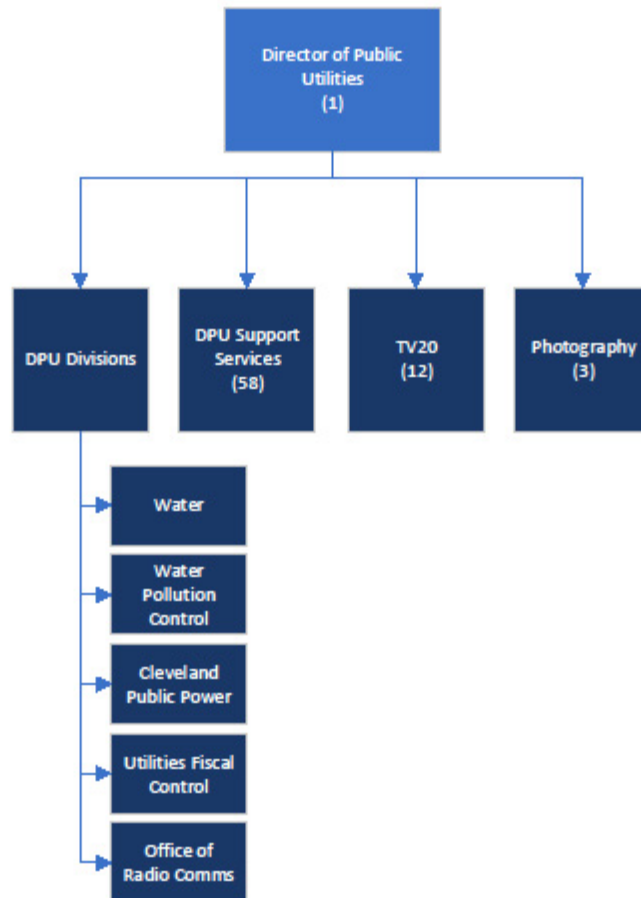 Director of Public
Utilities
(1)
DPU Divisions
DPU Support
Services
(58)
TV20
(12)
Photography
(3)
Water
Water
Pollution
Control
Cleveland
Public Power
Utilities Fiscal
Control
Office of
Radio Comms